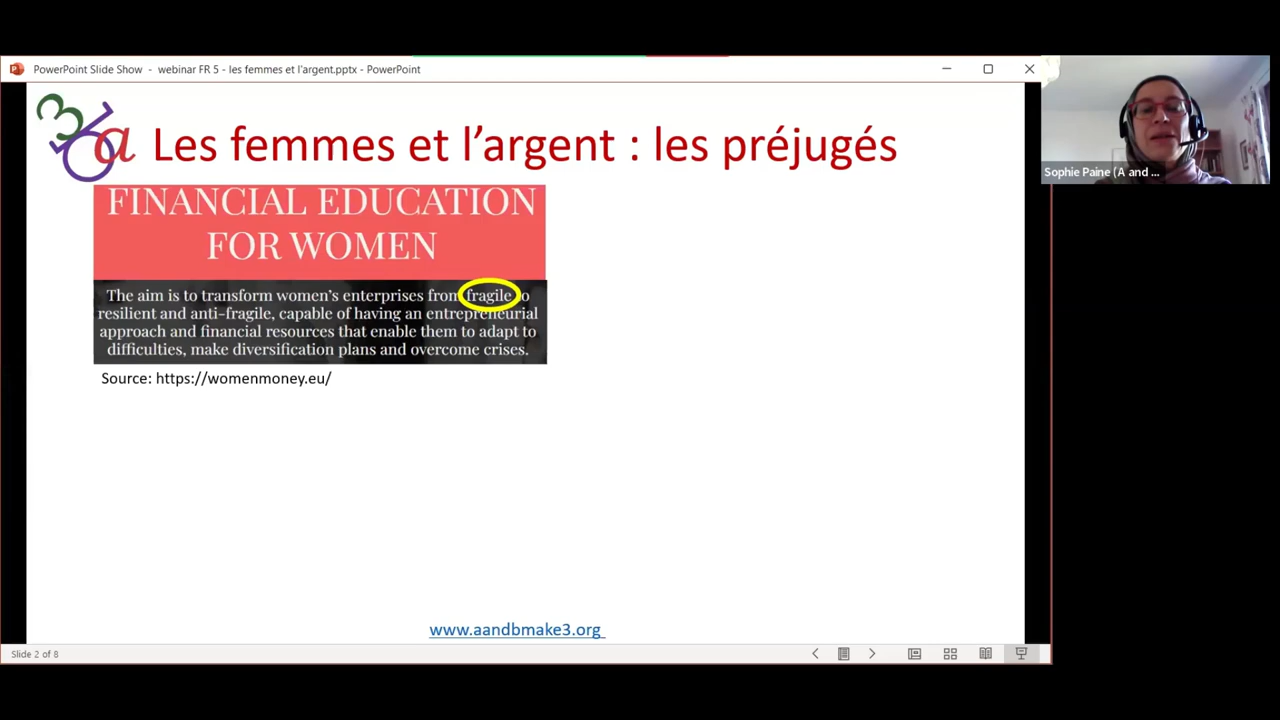 PowerPoint Slide Show - webinar FR 5 - les femmes et l'argent.pptx - PowerPoint
36a Les femmes et l’argent : les préjugés
FINANCIAL EDUCATION
FOR WOMEN
The aim is to transform women’s enterprises from fragile to
resilient and anti-fragile, capable of having an entrepreneurial
approach and financial resources that enable them to adapt to
difficulties, make diversification plans and overcome crises.
Source: https://womenmoney.eu/
www.aandbmake3.org
Slide 2 of 8
Sophie Paine (A and ...